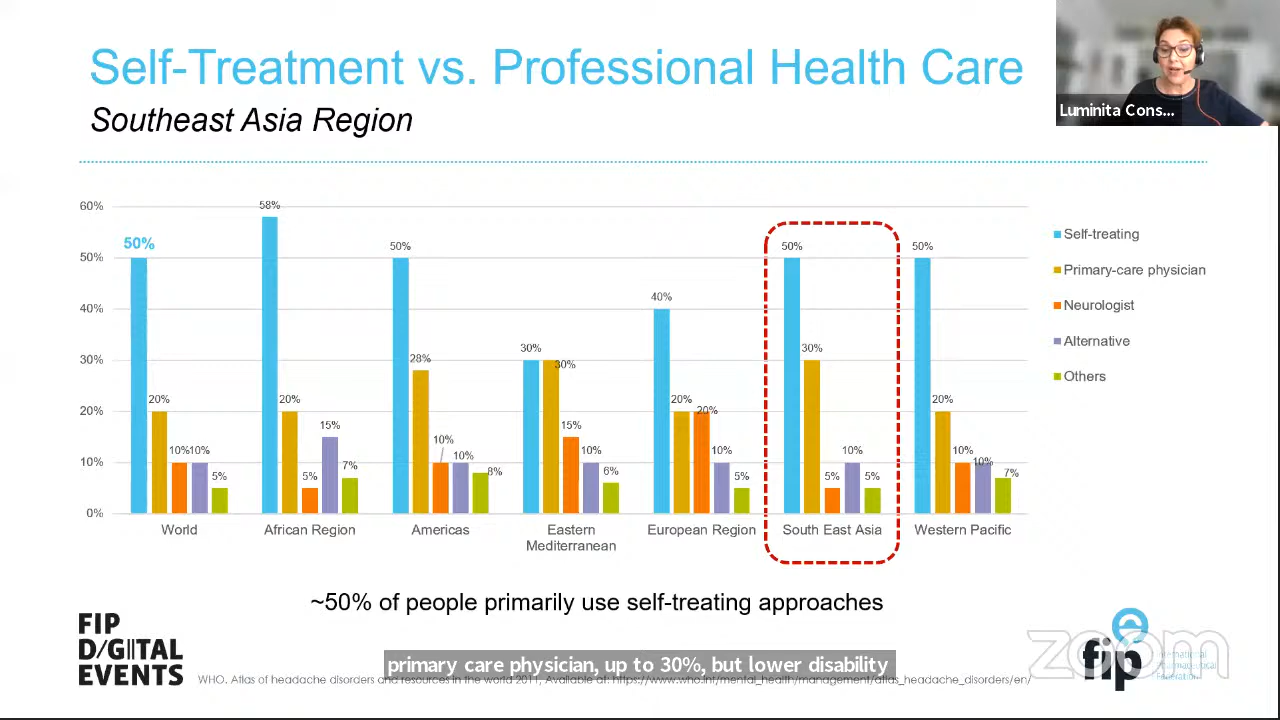 Self-Treatment vs. Professional Health Care
Southeast Asia Region
Luminita Cons...
60%
50%
40%
30%
20%
10%
0%
50%
20%
10%
10%
5%
World
58%
20%
5%
15%
7%
African Region
50%
28%
10%
10%
8%
Americas
30%
30%
15%
10%
6%
Eastern
Mediterranean
40%
20%
20%
10%
5%
European Region
50%
30%
5%
10%
5%
South East Asia
50%
20%
10%
10%
7%
Western Pacific
Self-treating
Primary-care physician
Neurologist
Alternative
Others
~50% of people primarily use self-treating approaches
primary care physician, up to 30%, but lower disability
FIP
D/GITAL
EVENTS
WHO. Atlas of headache disorders and resources in the world 2011, Available at: https://www.who.int/mental_health/management/atlas_headache_disorders/en/
zoom
e
fip
International
Pharmaceutical
Federation